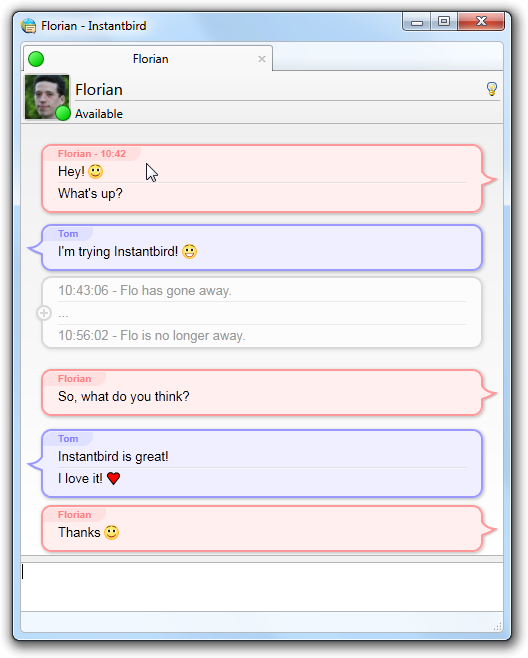 Florian - Instantbird
Florian
Florian
Available
Florian - 10:42
Hey!
What's up?
Tom
I'm trying Instantbird!
10:43:06 - Flo has gone away.
...
10:56:02 - Flo is no longer away.
Florian
So, what do you think?
Tom
Instantbird is great!
I love it!
Florian
Thanks